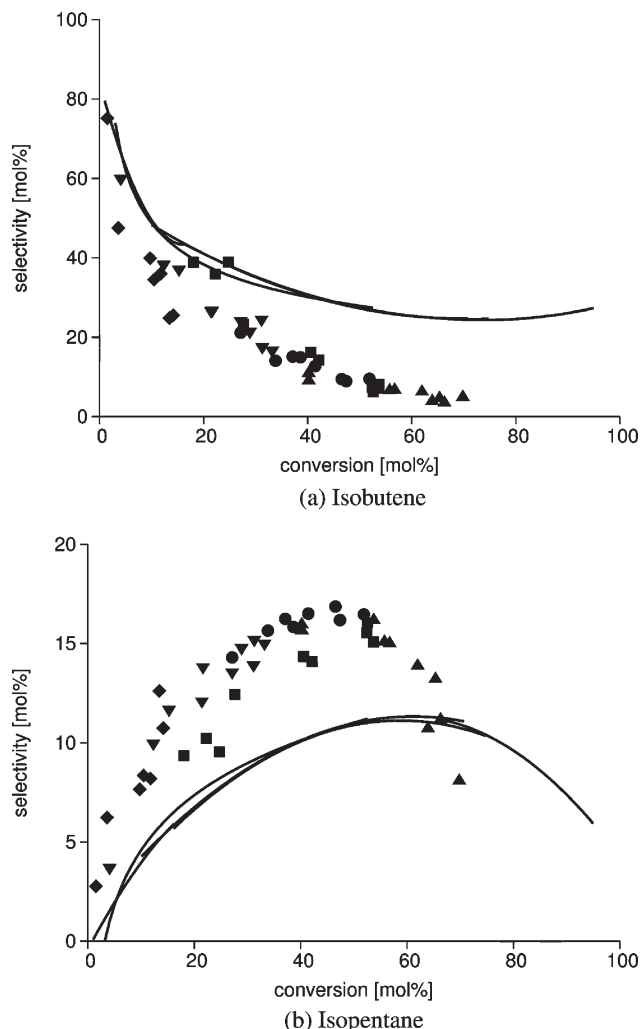 100
80
60
40
20
0
selectivity [mol%]
0 20 40 60 80 100
conversion [mol%]
(a) Isobutene
20
15
10
5
0
selectivity [mol%]
0 20 40 60 80 100
conversion [mol%]
(b) Isopentane